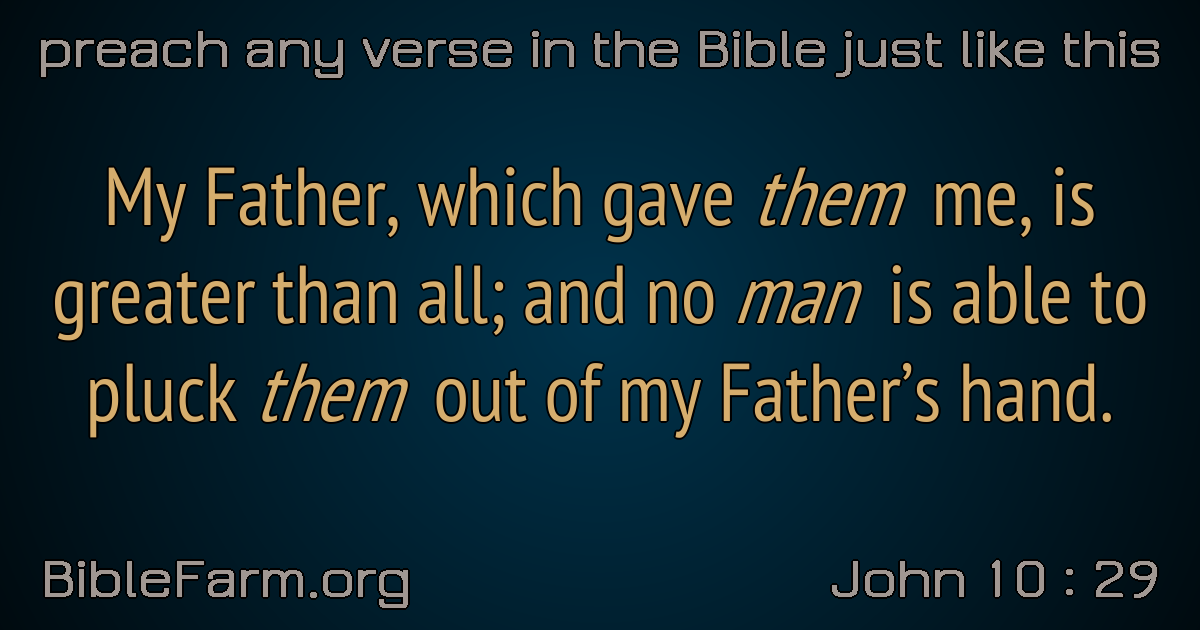 preach any verse in the Bible just like this
My Father, which gave them me, is
greater than all; and no man is able to
pluck them out of my Father’s hand.
BibleFarm.org
John 10 : 29